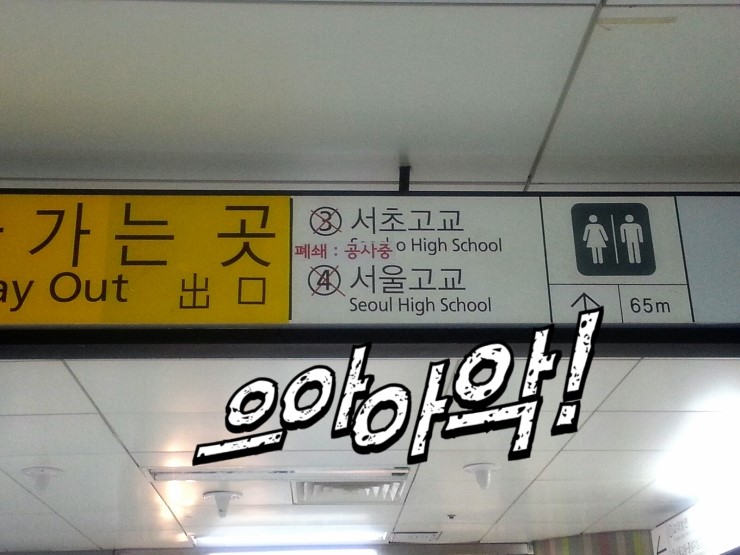 가는 곳
ay Out 出口
③ 서초고교
o High School
폐쇄 : 공사중
④ 서울고교
Seoul High School
65m
으아아악!